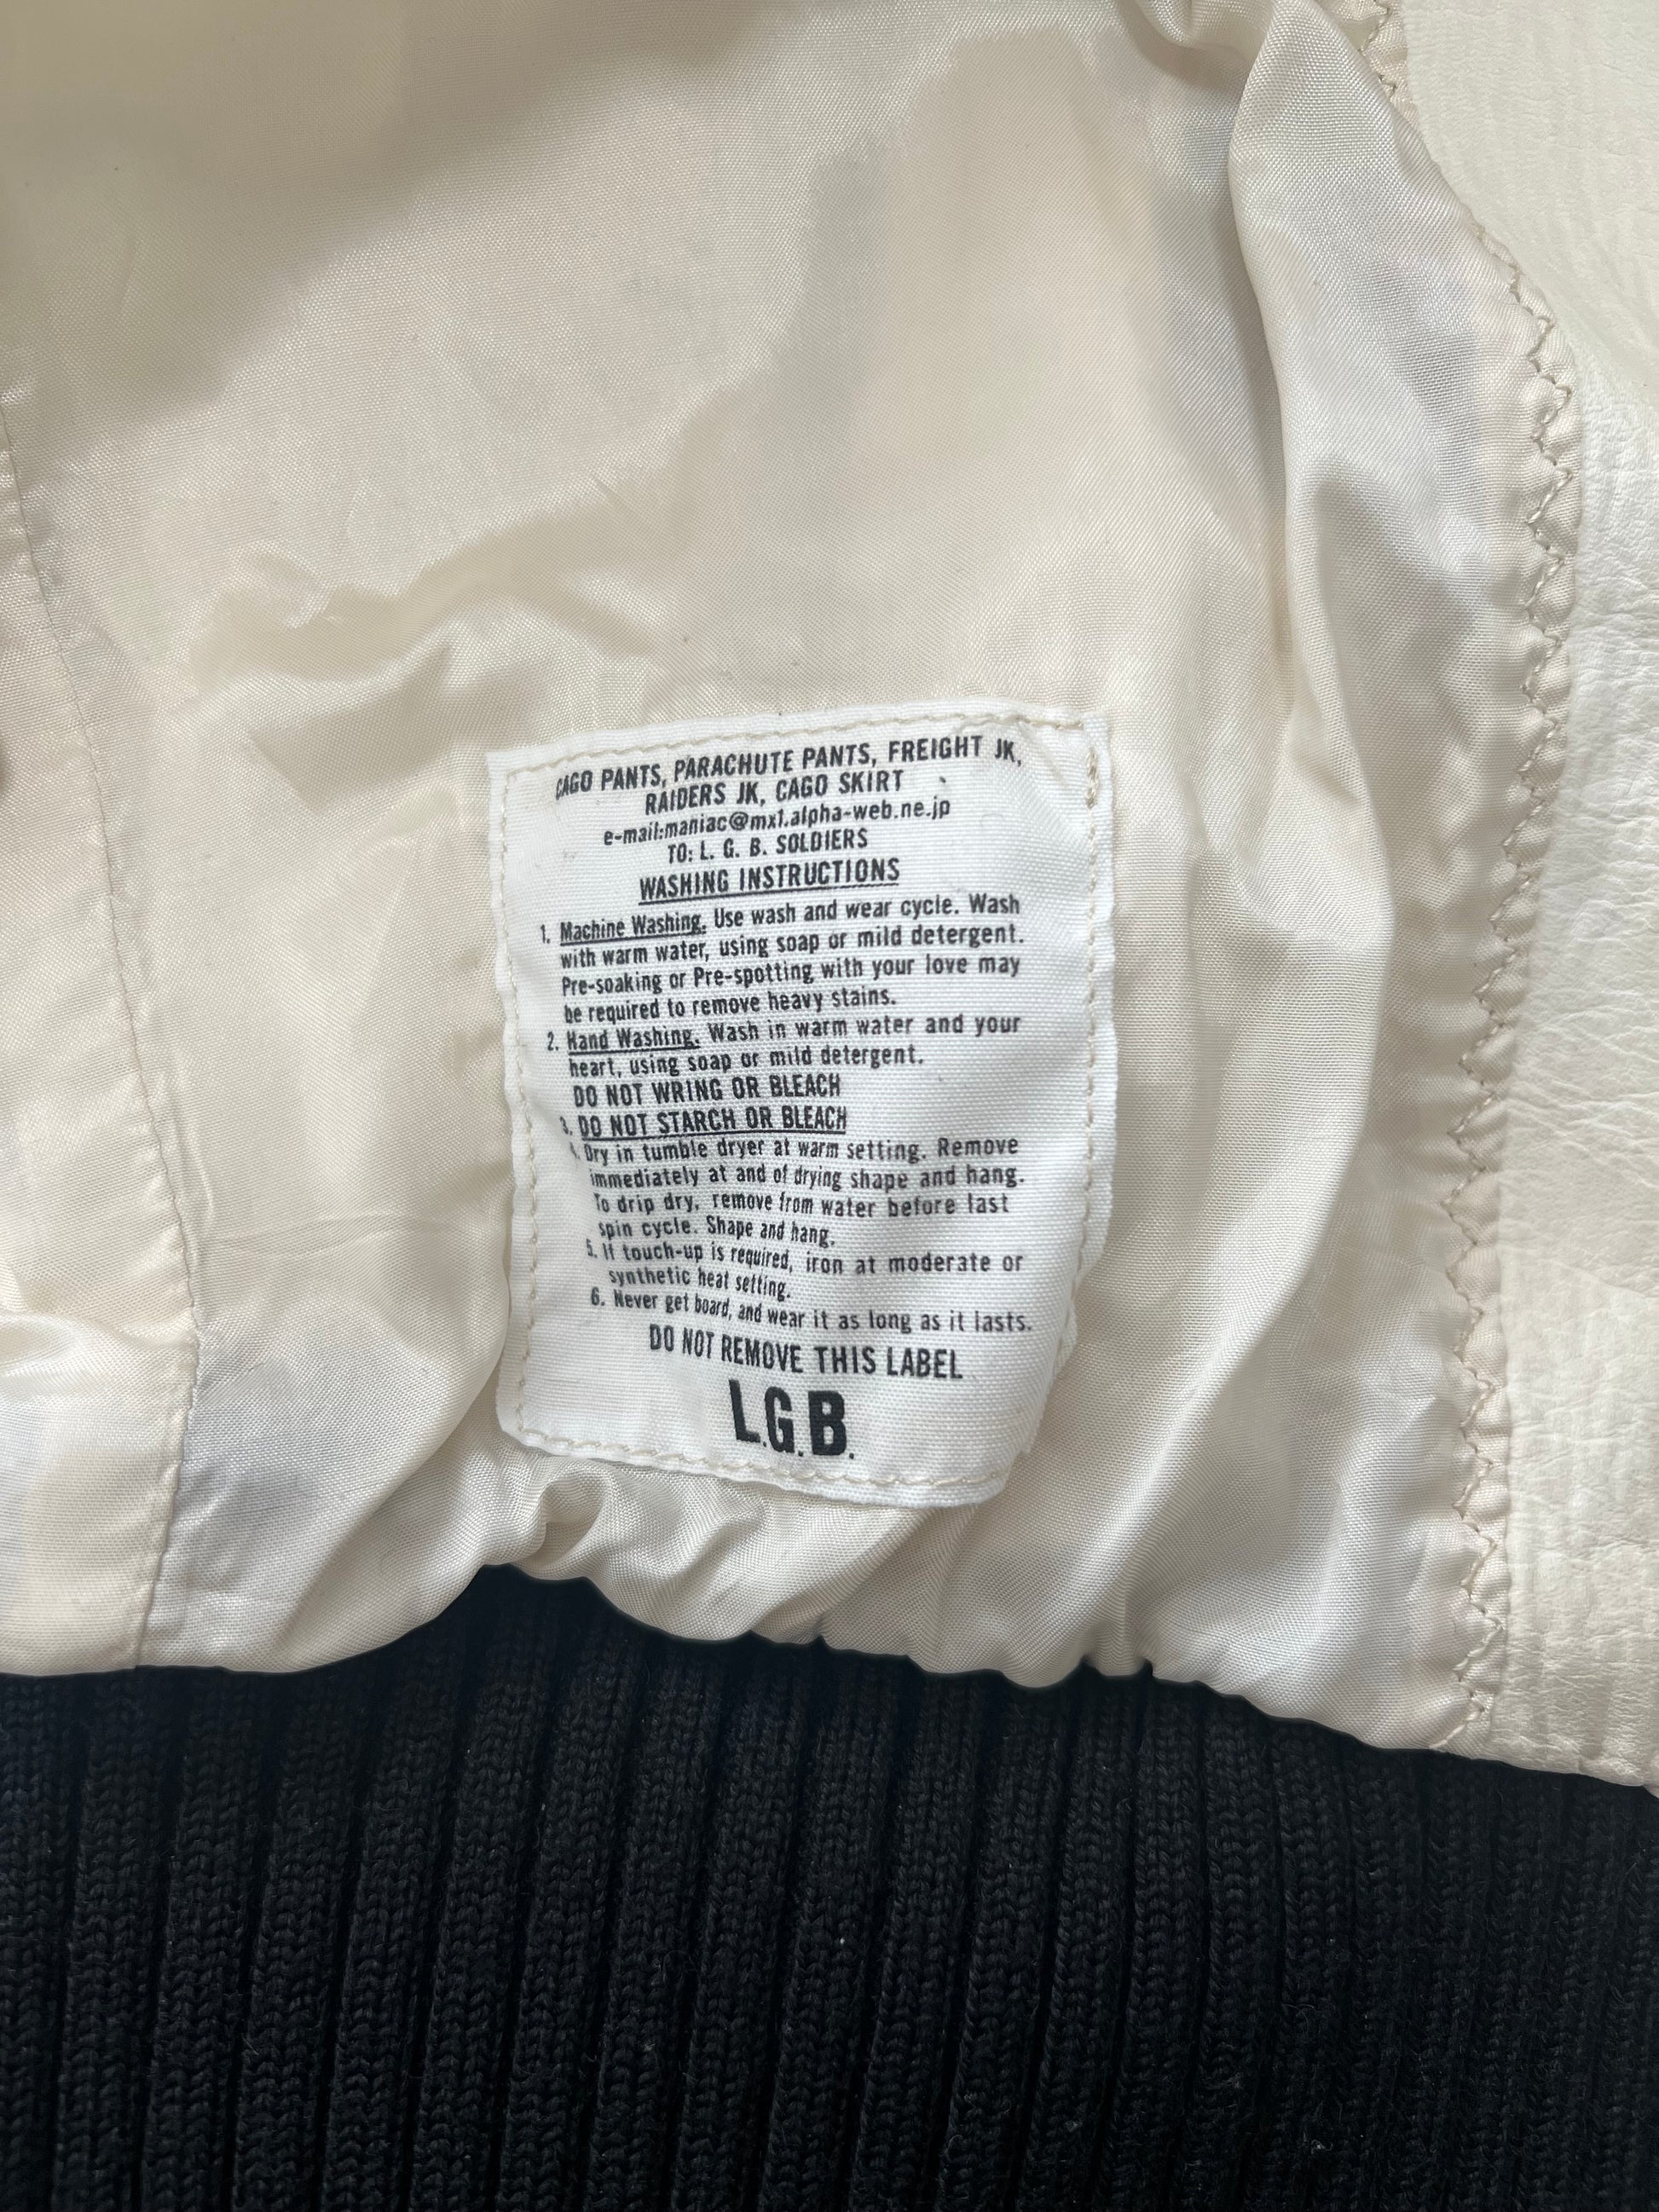 CAGO PANTS, PARACHUTE PANTS, FREIGHT JK,
RAIDERS JK, CAGO SKIRT
e-mail:maniac@mx1.alpha-web.ne.jp
TO: L. G. B. SOLDIERS
WASHING INSTRUCTIONS
1. Machine Washing. Use wash and wear cycle. Wash
with warm water, using soap or mild detergent.
Pre-soaking or Pre-spotting with your love may
be required to remove heavy stains.
2. Hand Washing. Wash in warm water and your
heart, using soap or mild detergent.
DO NOT WRING OR BLEACH
3. DO NOT STARCH OR BLEACH
4. Dry in tumble dryer at warm setting. Remove
immediately at and of drying shape and hang.
To drip dry, remove from water before last
spin cycle. Shape and hang.
5. If touch-up is required, iron at moderate or
synthetic heat setting.
6. Never get board, and wear it as long as it lasts.
DO NOT REMOVE THIS LABEL
L.G.B.